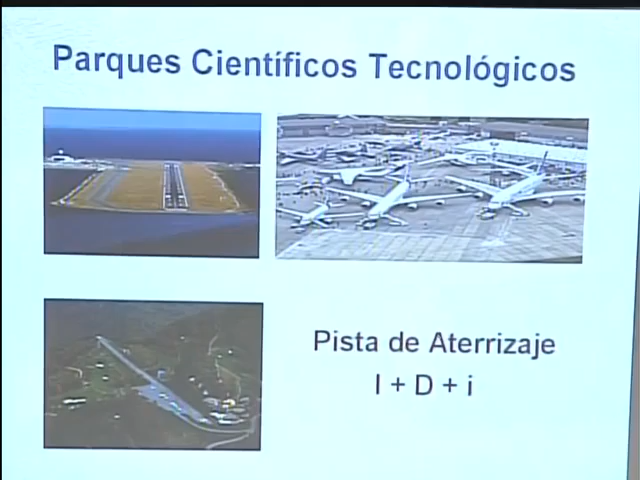 Parques Científicos Tecnológicos
Pista de Aterrizaje
I + D + i